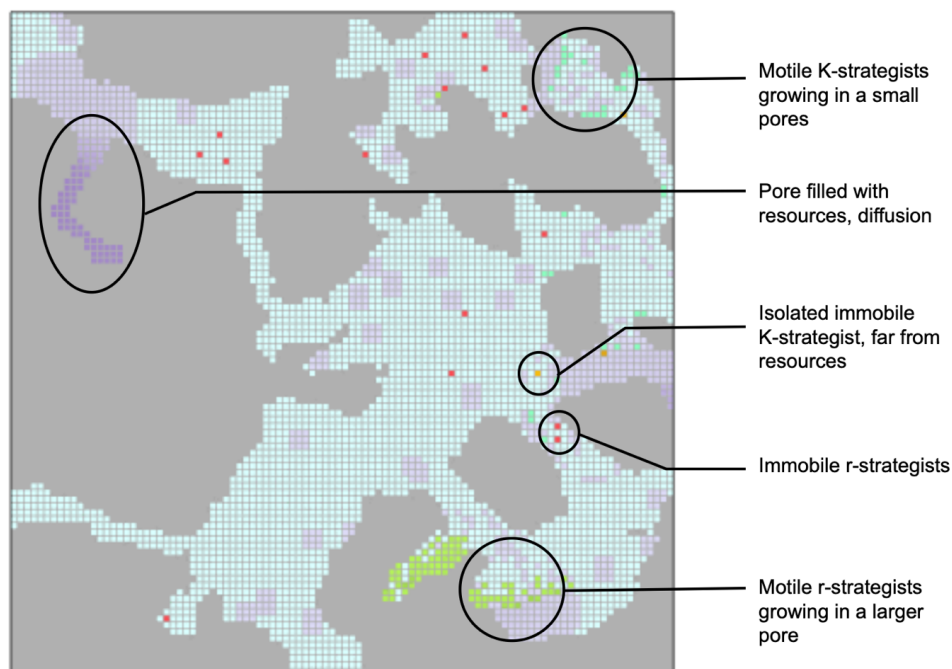 Motile K-strategists
growing in a small
pores
Pore filled with
resources, diffusion
Isolated immobile
K-strategist, far from
resources
Immobile r-strategists
Motile r-strategists
growing in a larger
pore